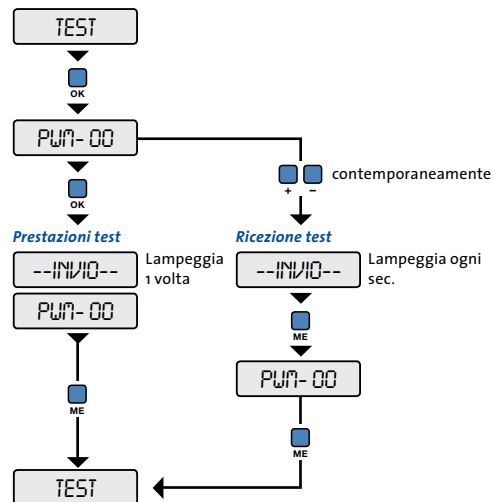 TEST
OK
PWM-00
OK
+ − contemporaneamente
Prestazioni test
--INVIO--
Lampeggia
1 volta
PWM-00
ME
Ricezione test
--INVIO--
Lampeggia ogni
sec.
ME
PWM-00
ME
TEST